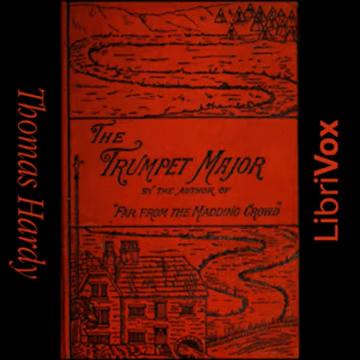 Thomas Hardy
THE
TRUMPET MAJOR
BY THE AUTHOR OF
"FAR FROM THE MADDING CROWD"
LibriVox